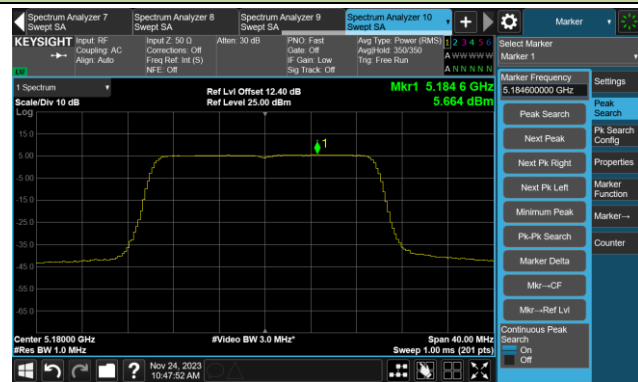 Spectrum Analyzer 7
Swept SA
Spectrum Analyzer 8
Swept SA
Spectrum Analyzer 9
Swept SA
Spectrum Analyzer 10
Swept SA
Marker
KEYSIGHT
Input: RF
Coupling: AC
Align: Auto
Input Z: 50 Ω
Corrections: Off
Freq Ref: Int (S)
NFE: Off
Atten: 30 dB
PNO: Fast
Gate: Off
IF Gain: Low
Sig Track: Off
Avg Type: Power (RMS)
Avg|Hold: 350/350
Trig: Free Run
1 2 3 4 5 6
A W W W W W
A N N N N N
LW
Select Marker
Marker 1
1 Spectrum
Scale/Div 10 dB
Log
Ref Lvl Offset 12.40 dB
Ref Level 25.00 dBm
Mkr1 5.184 6 GHz
5.664 dBm
15.0
5.00
-5.00
-15.0
-25.0
-35.0
-45.0
-55.0
-65.0
1
Center 5.18000 GHz
#Res BW 1.0 MHz
#Video BW 3.0 MHz*
Span 40.00 MHz
Sweep 1.00 ms (201 pts)
Marker Frequency
5.184600000 GHz
Peak Search
Next Peak
Next Pk Right
Next Pk Left
Minimum Peak
Pk-Pk Search
Marker Delta
Mkr→CF
Mkr→Ref Lvl
Continuous Peak
Search
On
Off
Settings
Peak
Search
Pk Search
Config
Properties
Marker
Function
Marker→
Counter
?
Nov 24, 2023
10:47:52 AM